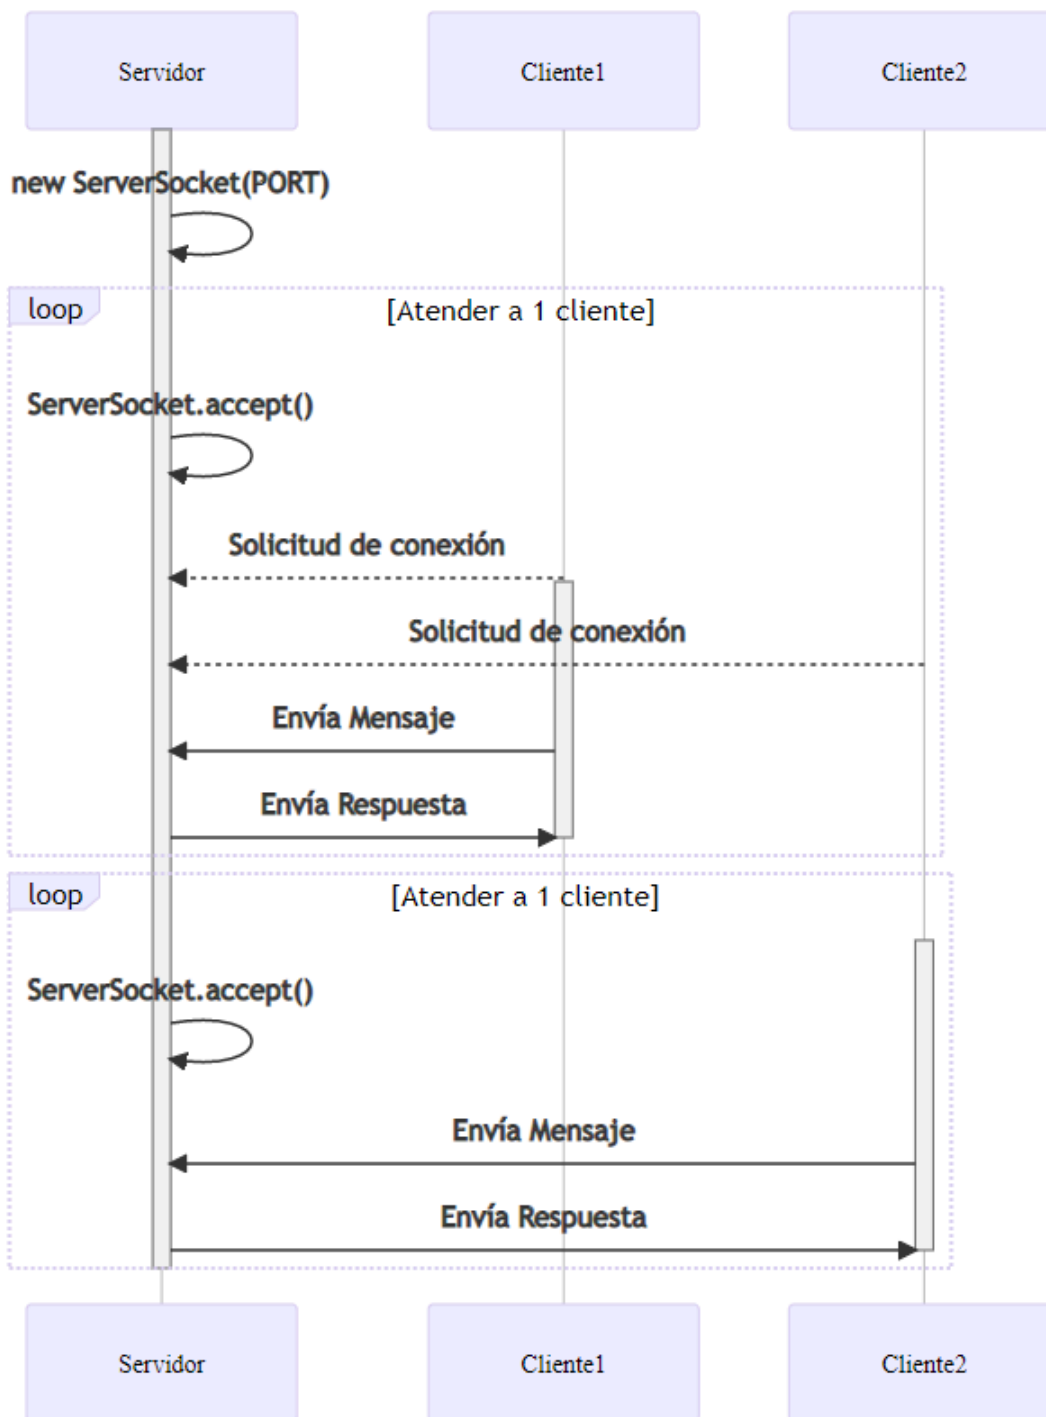 Servidor
Cliente1
Cliente2
new ServerSocket(PORT)
loop
[Atender a 1 cliente]
ServerSocket.accept()
Solicitud de conexión
Solicitud de conexión
Envía Mensaje
Envía Respuesta
loop
[Atender a 1 cliente]
ServerSocket.accept()
Envía Mensaje
Envía Respuesta
Servidor
Cliente1
Cliente2